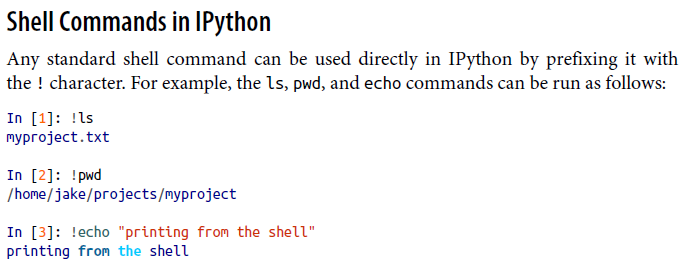 Shell Commands in IPython
Any standard shell command can be used directly in IPython by prefixing it with
the ! character. For example, the ls, pwd, and echo commands can be run as follows:
In [1]: !ls
myproject.txt
In [2]: !pwd
/home/jake/projects/myproject
In [3]: !echo "printing from the shell"
printing from the shell